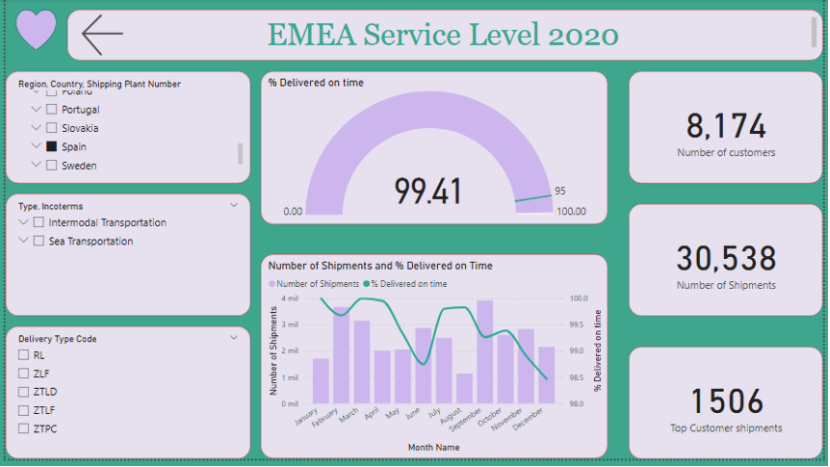 EMEA Service Level 2020
Region, Country, Shipping Plant Number
Poland
Portugal
Slovakia
Spain
Sweden
Type, Incoterms
Intermodal Transportation
Sea Transportation
Delivery Type Code
RL
ZLF
ZTLD
ZTLF
ZTPC
% Delivered on time
99.41
0.00
95
100.00
Number of Shipments and % Delivered on Time
Number of Shipments % Delivered on time
Number of Shipments
4 mil
3 mil
2 mil
1 mil
0 mil
100.0
99.5
99.0
98.5
98.0
% Delivered on time
January
February
March
April
May
June
July
August
September
October
November
December
Month Name
8,174
Number of customers
30,538
Number of Shipments
1506
Top Customer shipments